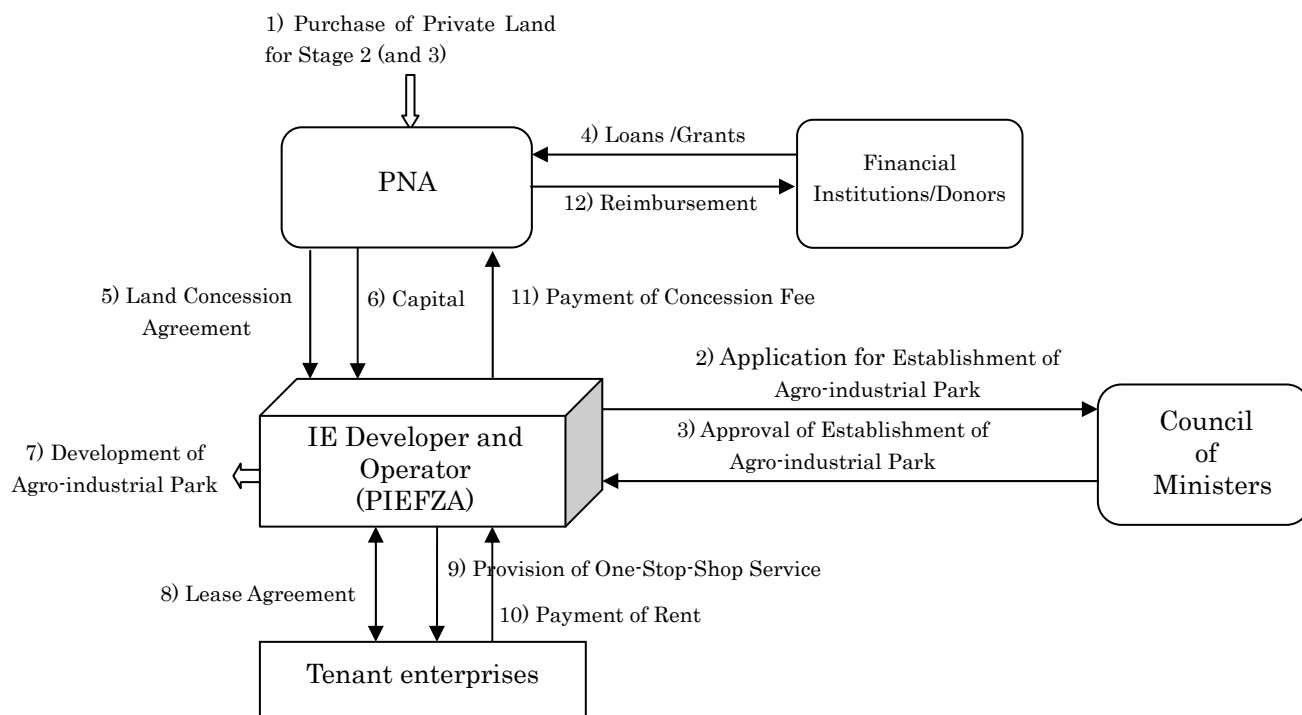 1) Purchase of Private Land
for Stage 2 (and 3)
PNA
4) Loans /Grants
12) Reimbursement
Financial
Institutions/Donors
5) Land Concession
Agreement
6) Capital
11) Payment of Concession Fee
2) Application for Establishment of
Agro-industrial Park
3) Approval of Establishment of
Agro-industrial Park
Council
of
Ministers
IE Developer and
Operator
(PIEFZA)
7) Development of
Agro-industrial Park
8) Lease Agreement
9) Provision of One-Stop-Shop Service
10) Payment of Rent
Tenant enterprises